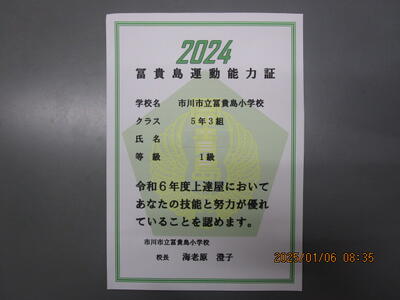 2024
冨貴島運動能力証
学校名 市川市立冨貴島小学校
クラス 5年3組
氏名
等級 1級
令和6年度上達屋において
あなたの技能と努力が優れ
ていることを認めます。
市川市立冨貴島小学校
校長 海老原 澄子
2025/01/06 08:35